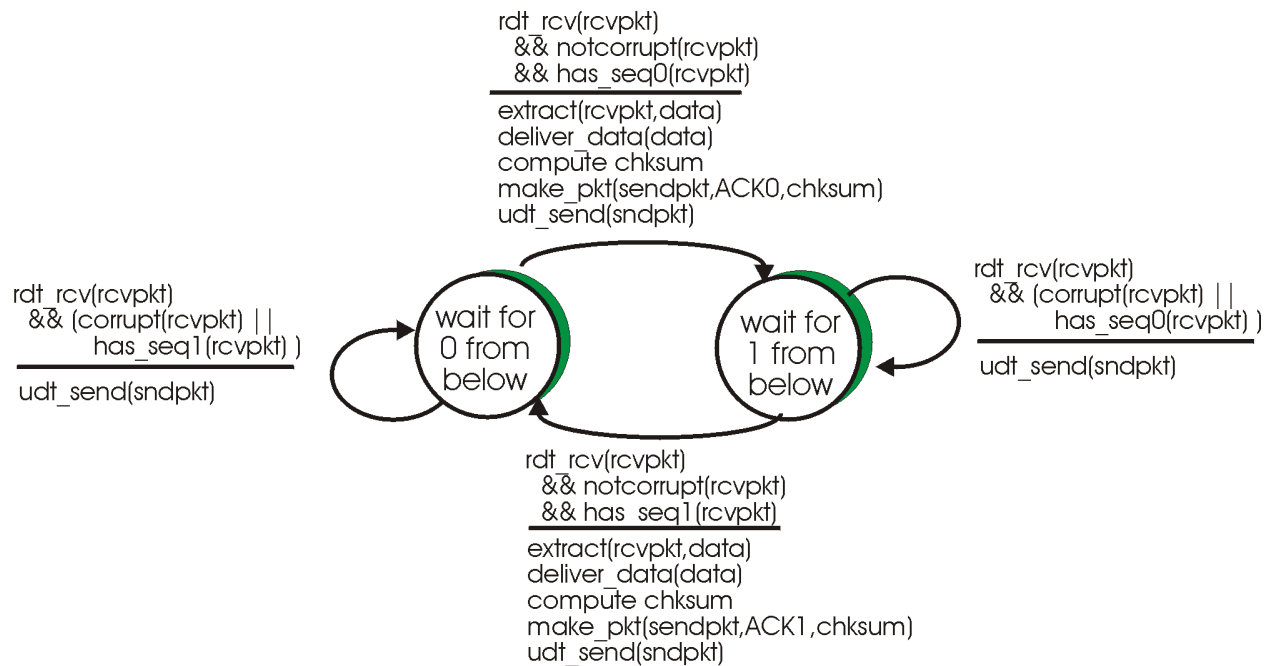 rdt_rcv(rcvpkt)
&& notcorrupt(rcvpkt)
&& has_seq0(rcvpkt)
extract(rcvpkt,data)
deliver_data(data)
compute chksum
make_pkt(sendpkt,ACK0,chksum)
udt_send(sndpkt)
rdt_rcv(rcvpkt)
&& (corrupt(rcvpkt) ||
has_seq1(rcvpkt) )
udt_send(sndpkt)
wait for
0 from
below
wait for
1 from
below
rdt_rcv(rcvpkt)
&& (corrupt(rcvpkt) ||
has_seq0(rcvpkt) )
udt_send(sndpkt)
rdt_rcv(rcvpkt)
&& notcorrupt(rcvpkt)
&& has_seq1(rcvpkt)
extract(rcvpkt,data)
deliver_data(data)
compute chksum
make_pkt(sendpkt,ACK1,chksum)
udt_send(sndpkt)